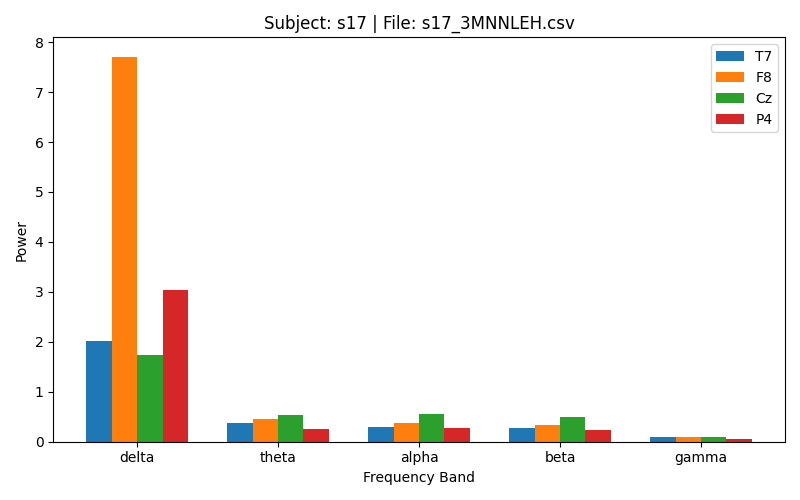 Subject: s17 | File: s17_3MNNLEH.csv
8
7
6
5
4
3
2
1
0
Power
T7
F8
Cz
P4
delta theta alpha beta gamma
Frequency Band